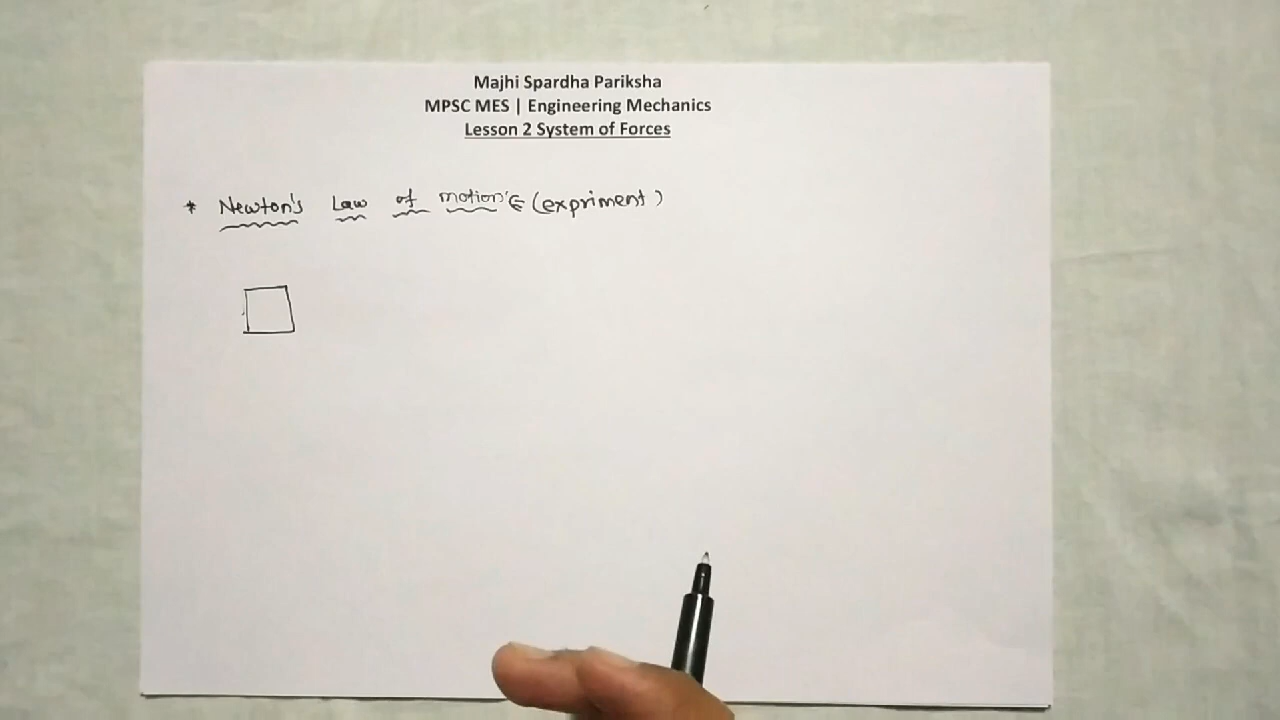 Majhi Spardha Pariksha
MPSC MES | Engineering Mechanics
Lesson 2 System of Forces
* Newton's Law of motion's (expriment)